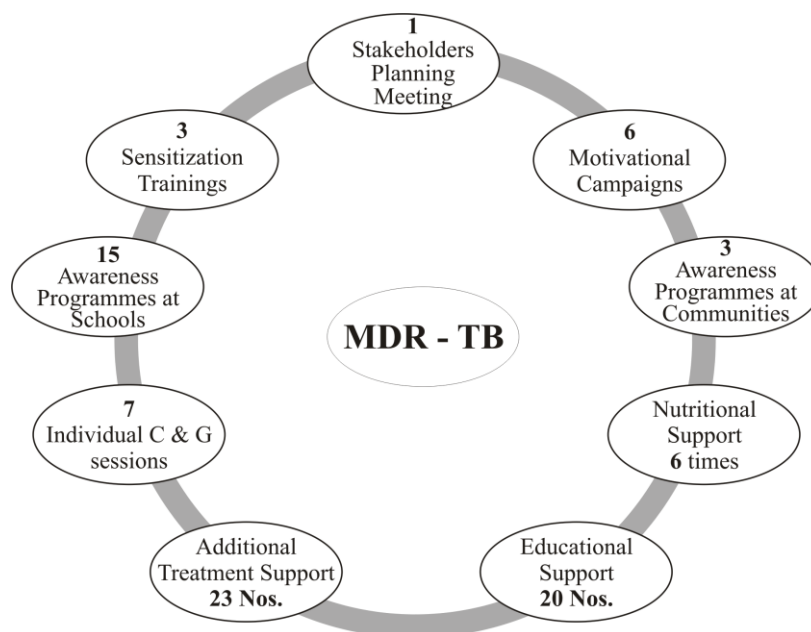 1
Stakeholders
Planning
Meeting
6
Motivational
Campaigns
3
Awareness
Programmes at
Communities
Nutritional
Support
6 times
Educational
Support
20 Nos.
Additional
Treatment Support
23 Nos.
7
Individual C & G
sessions
15
Awareness
Programmes at
Schools
3
Sensitization
Trainings
MDR - TB